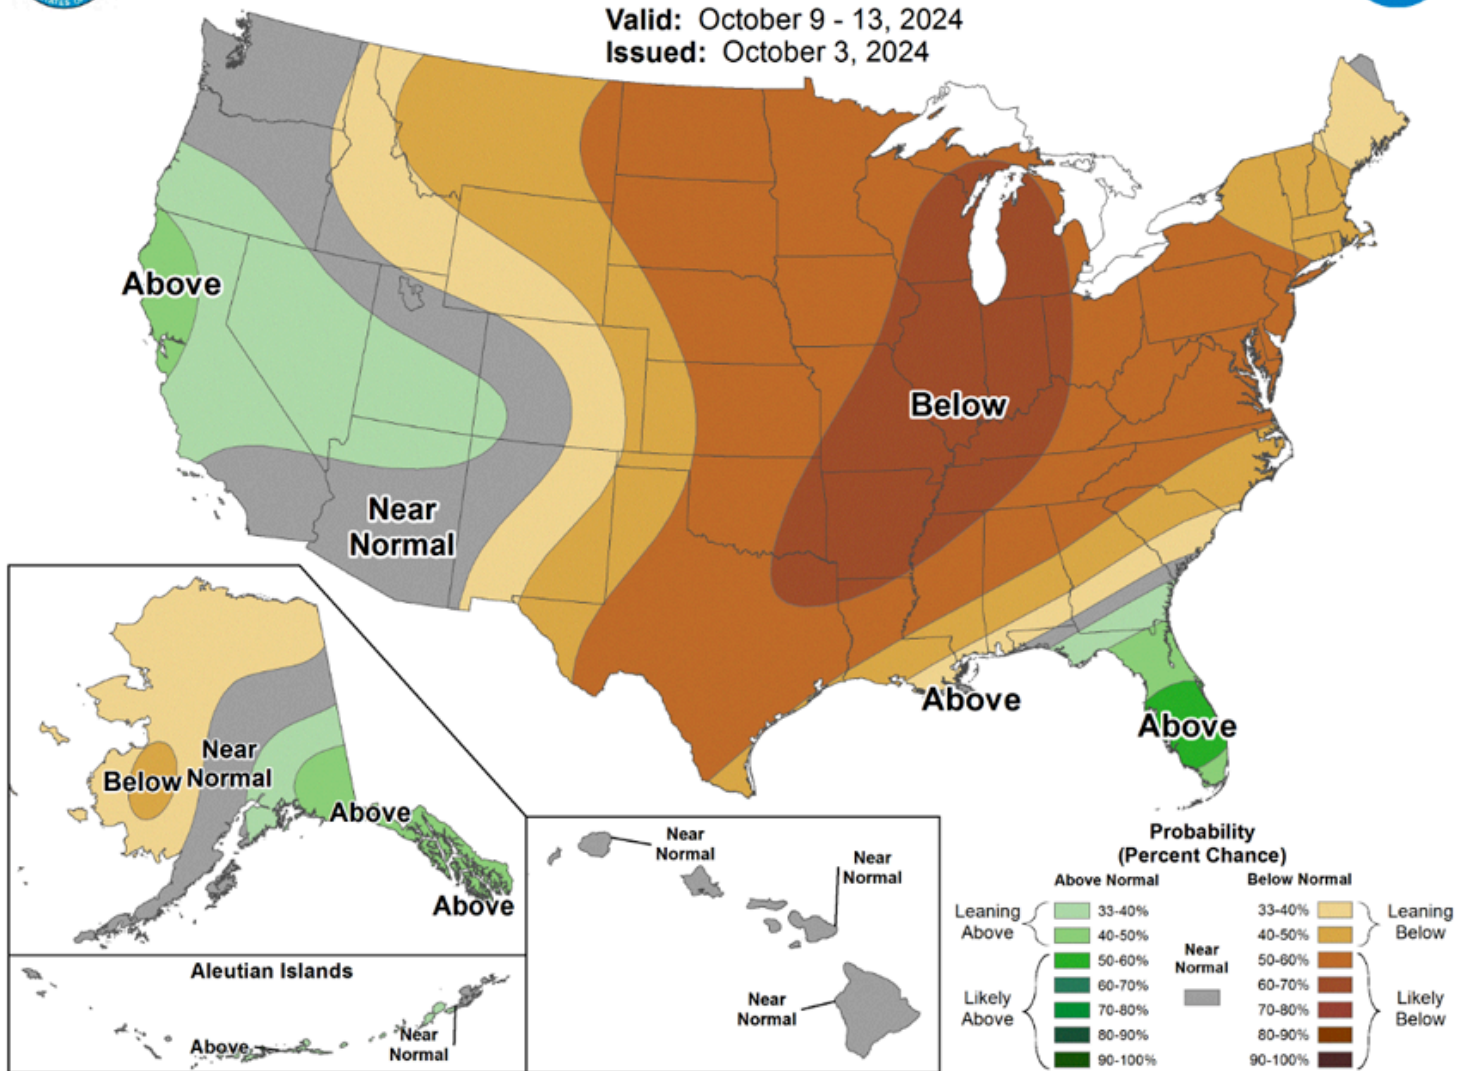 Valid: October 9 - 13, 2024
Issued: October 3, 2024
Above
Below
Near
Normal
Above
Above
Near
Normal
Below
Above
Above
Near
Normal
Near
Normal
Near
Normal
Aleutian Islands
Above
Near
Normal
Probability
(Percent Chance)
Above Normal
Below Normal
Leaning
Above
33-40%
40-50%
50-60%
60-70%
70-80%
80-90%
90-100%
Likely
Above
Near
Normal
33-40%
40-50%
50-60%
60-70%
70-80%
80-90%
90-100%
Leaning
Below
Likely
Below